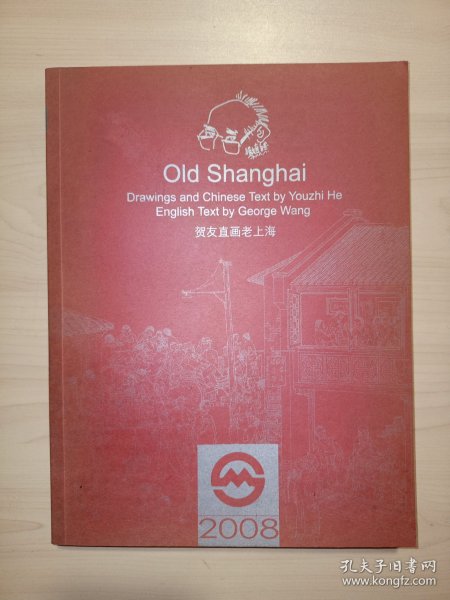 Old Shanghai
Drawings and Chinese Text by Youzhi He
English Text by George Wang
贺友直画老上海
2008
孔夫子旧书网
www.kongfz.com